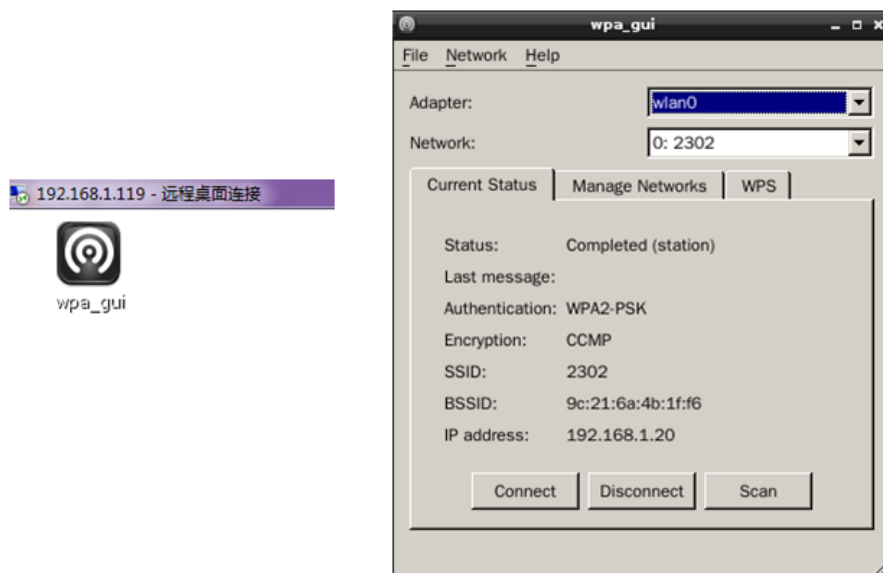 192.168.1.119 - 远程桌面连接
wpa_gui
wpa_gui
File Network Help
Adapter: wlan0
Network: 0: 2302
Current Status Manage Networks WPS
Status: Completed (station)
Last message:
Authentication: WPA2-PSK
Encryption: CCMP
SSID: 2302
BSSID: 9c:21:6a:4b:1f:f6
IP address: 192.168.1.20
Connect Disconnect Scan